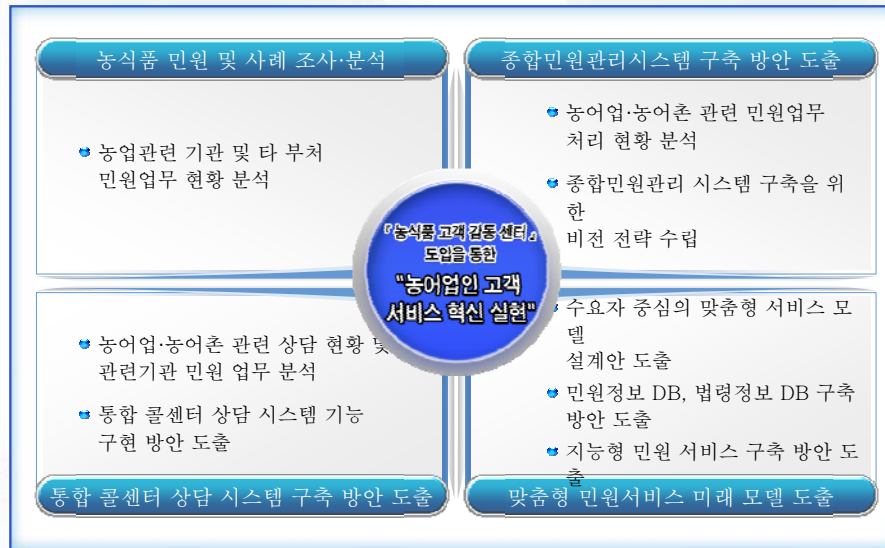 농식품 민원 및 사례 조사·분석
농업관련 기관 및 타 부처
민원업무 현황 분석
종합민원관리시스템 구축 방안 도출
농어업·농어촌 관련 민원업무
처리 현황 분석
종합민원관리 시스템 구축을 위
한
비전 전략 수립
『농식품 고객 감동 센터』
도입을 통한
"농어업인 고객
서비스 혁신 실현"
농어업·농어촌 관련 상담 현황 및
관련기관 민원 업무 분석
통합 콜센터 상담 시스템 기능
구현 방안 도출
통합 콜센터 상담 시스템 구축 방안 도출
수요자 중심의 맞춤형 서비스 모
델
설계안 도출
민원정보 DB, 법령정보 DB 구축
방안 도출
지능형 민원 서비스 구축 방안 도
출
맞춤형 민원서비스 미래 모델 도출